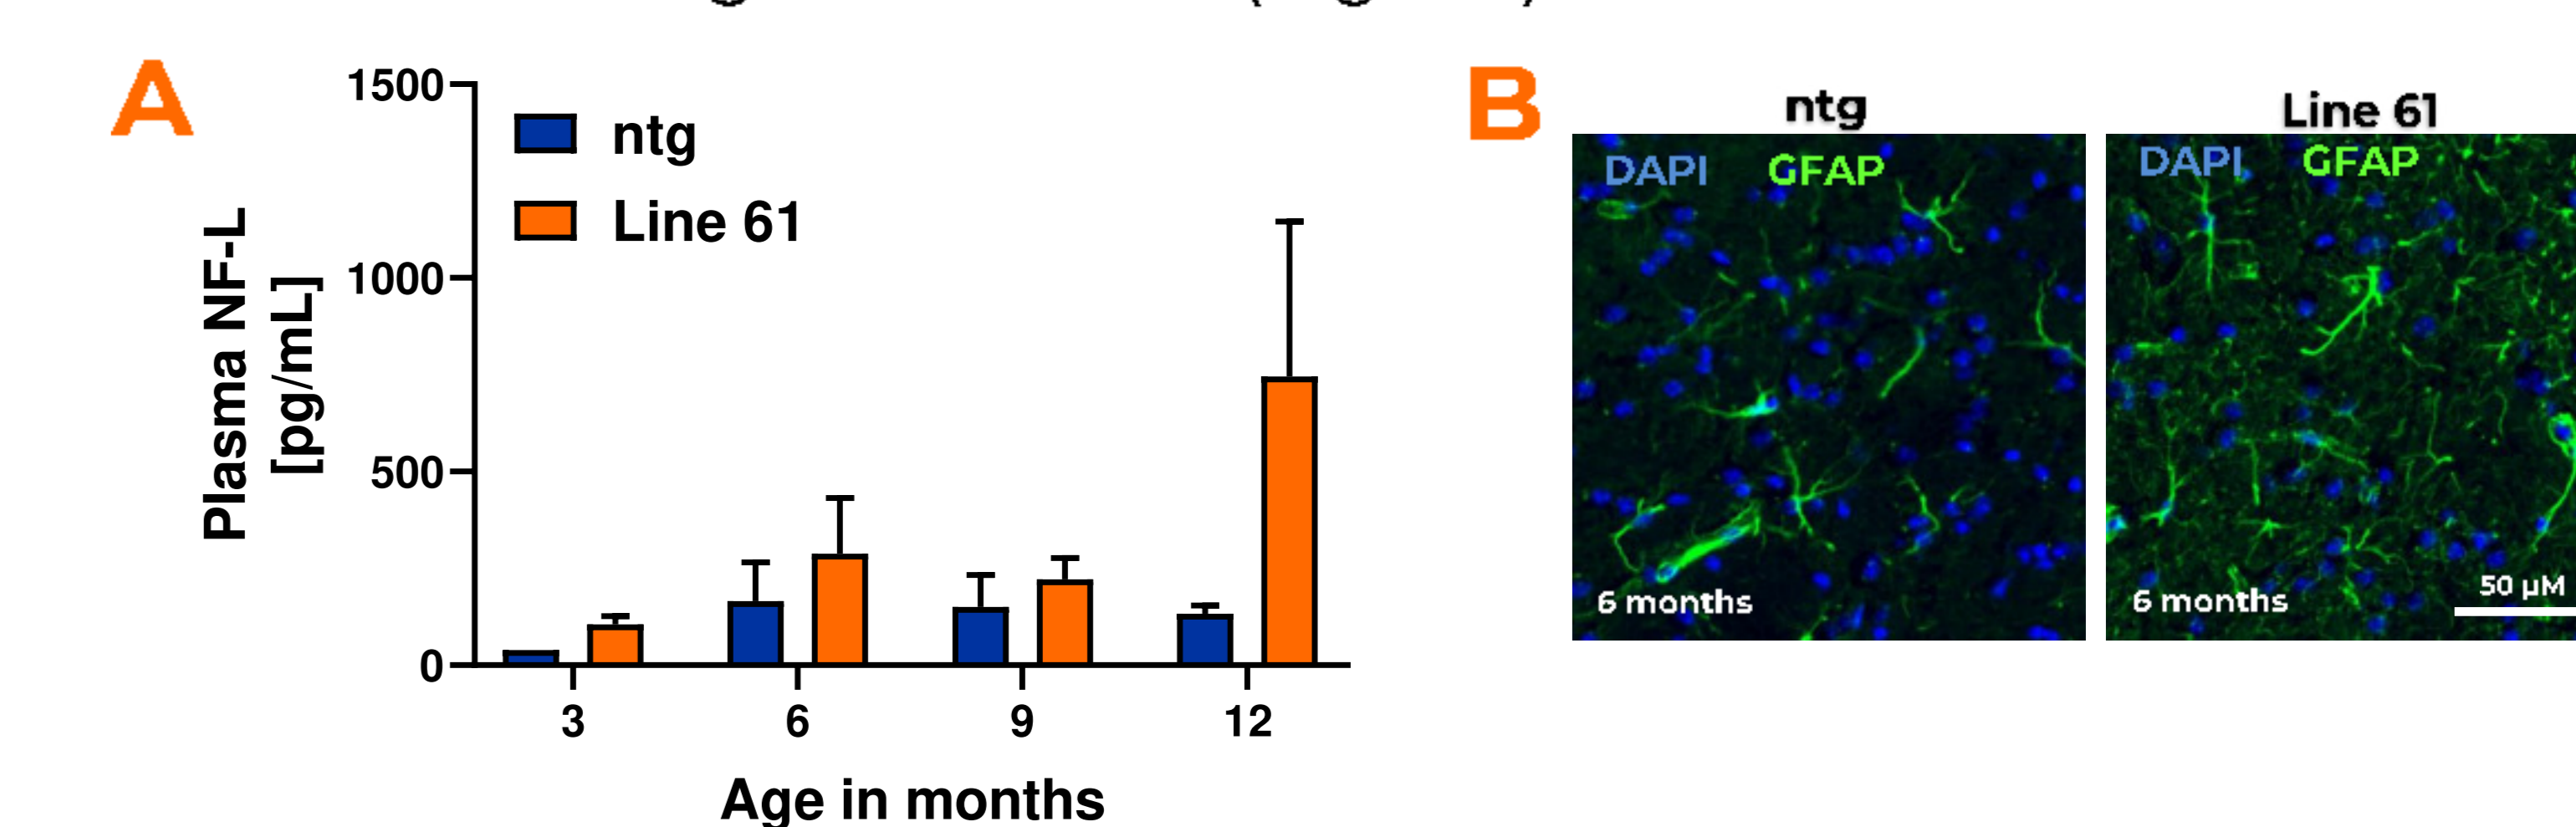 A
1500
1000
500
0
Plasma NF-L
[pg/mL]
ntg
Line 61
3 6 9 12
Age in months
B
ntg
DAPI GFAP
6 months
Line 61
DAPI GFAP
6 months
50 µM